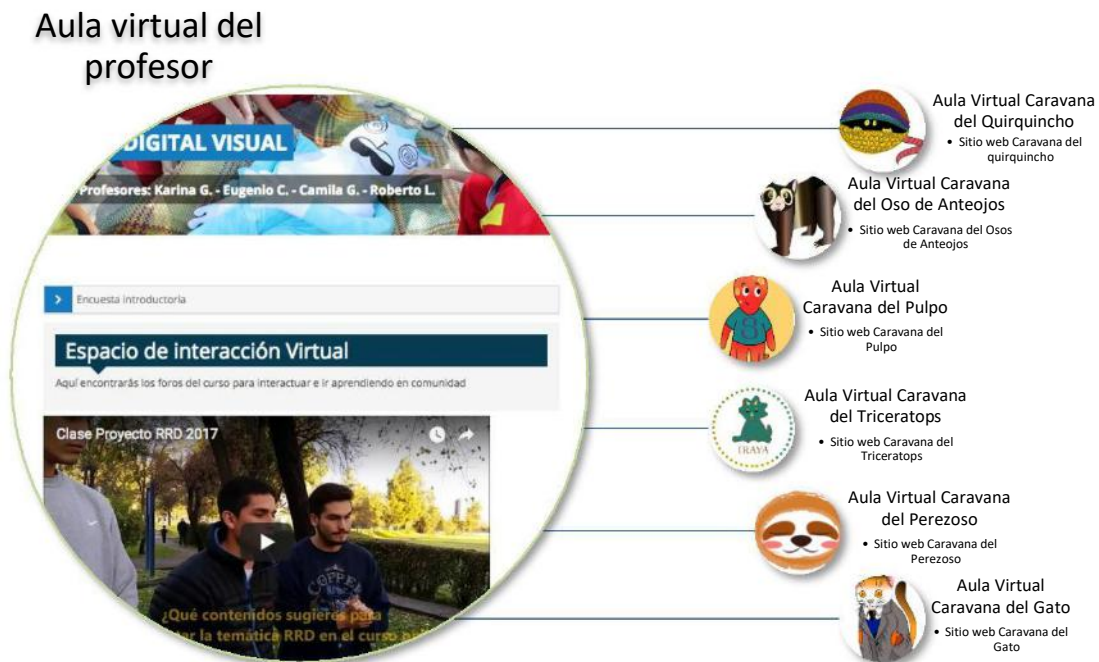 Aula virtual del
profesor
DIGITAL VISUAL
Profesores: Karina G. - Eugenio C. - Camila G. - Roberto L.
Encuesta introductoria
Espacio de interacción Virtual
Aquí encontrarás los foros del curso para interactuar e ir aprendiendo en comunidad
Clase Proyecto RRD 2017
COPPER
¿Qué contenidos sugieres para
la temática RRD en el curso
Aula Virtual Caravana
del Quirquincho
• Sitio web Caravana del
quirquincho
Aula Virtual Caravana
del Oso de Anteojos
• Sitio web Caravana del Osos
de Anteojos
Aula Virtual
Caravana del Pulpo
• Sitio web Caravana del
Pulpo
S
Aula Virtual Caravana
del Triceratops
• Sitio web Caravana del
Triceratops
TRAYA
Aula Virtual Caravana
del Perezoso
• Sitio web Caravana del
Perezoso
Aula Virtual
Caravana del Gato
• Sitio web Caravana del
Gato